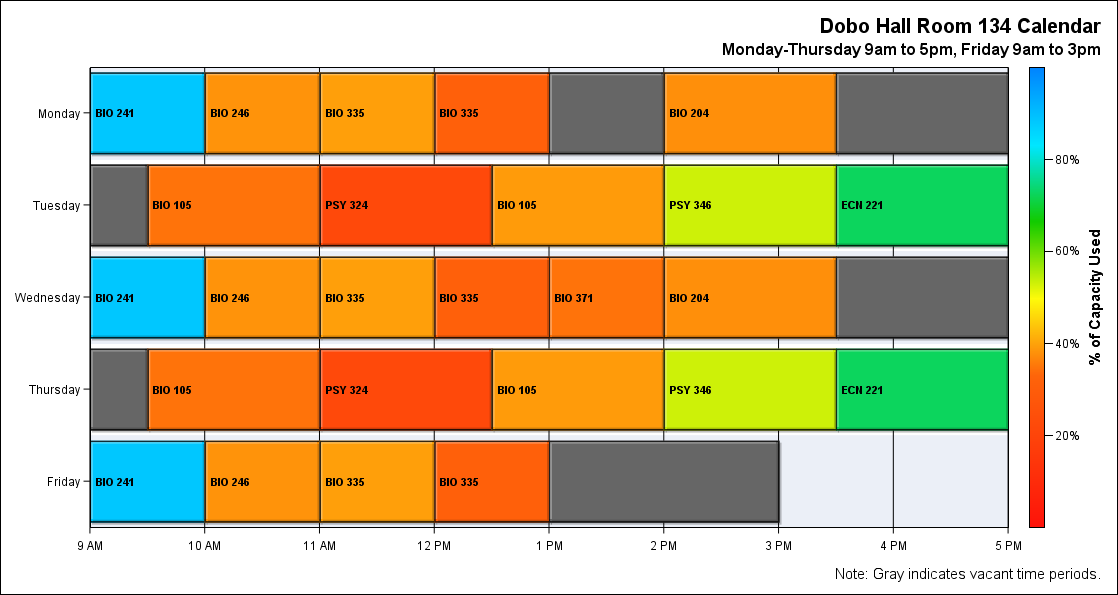 Dobo Hall Room 134 Calendar
Monday-Thursday 9am to 5pm, Friday 9am to 3pm
Monday
BIO 241
BIO 246
BIO 335
BIO 335
BIO 204
Tuesday
BIO 105
PSY 324
BIO 105
PSY 346
ECN 221
Wednesday
BIO 241
BIO 246
BIO 335
BIO 335
BIO 371
BIO 204
Thursday
BIO 105
PSY 324
BIO 105
PSY 346
ECN 221
Friday
BIO 241
BIO 246
BIO 335
BIO 335
9 AM
10 AM
11 AM
12 PM
1 PM
2 PM
3 PM
4 PM
5 PM
80%
60%
40%
20%
% of Capacity Used
Note: Gray indicates vacant time periods.